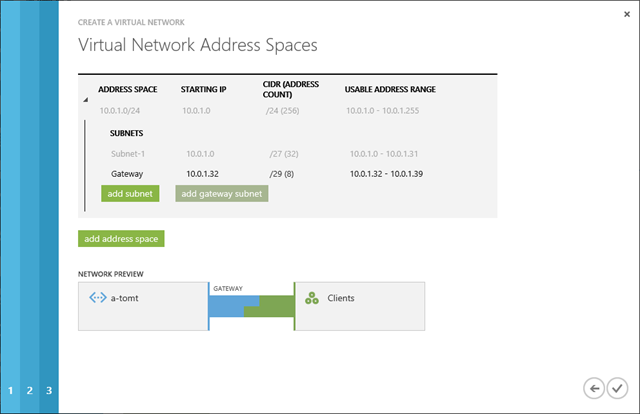 CREATE A VIRTUAL NETWORK
Virtual Network Address Spaces
ADDRESS SPACE STARTING IP CIDR (ADDRESS COUNT) USABLE ADDRESS RANGE
10.0.1.0/24 10.0.1.0 /24 (256) 10.0.1.0 - 10.0.1.255
SUBNETS
Subnet-1 10.0.1.0 /27 (32) 10.0.1.0 - 10.0.1.31
Gateway 10.0.1.32 /29 (8) 10.0.1.32 - 10.0.1.39
add subnet add gateway subnet
add address space
NETWORK PREVIEW
a-tomt GATEWAY Clients
1 2 3